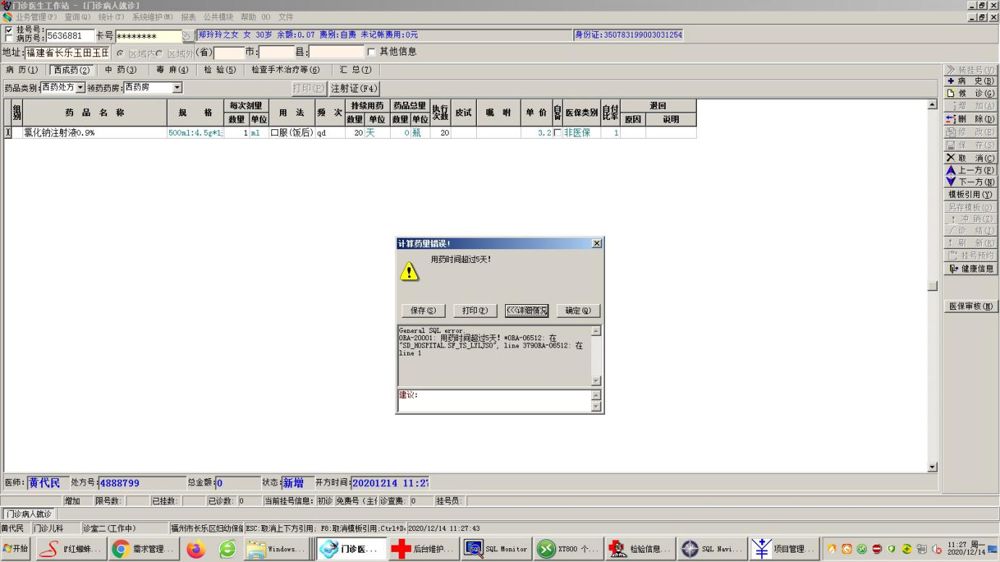 门诊医生工作站 - [门诊病人就诊]
业务管理(P) 查询(Q) 统计(T) 系统维护(M) 报表 公共模块 帮助 (H) 文件
挂号号: 5636881 卡号 ******** 郑玲玲之女 女 30岁 余额:0.07 费别:自费 未记帐费用:0元 身份证:350783199003031254
病历号:
地址: 福建省长乐玉田玉田 区域内 区域外 (省) 市: 县: 其他信息
病 历(1) 西成药(2) 中 药(3) 毒 麻(4) 检 验(5) 检查手术治疗等(6) 汇 总(7)
药品类别: 西药处方 领药药房: 西药房 打印(P) 注射证(F4)
组别 药 品 名 称 规 格 每次剂量 数量 单位 用 法 频 次 持续用药 数量 单位 药品总量 数量 单位 执行次数 皮试 嘱 咐 单 价 自备 医保类别 自付比率 退回 原因 说明
氯化钠注射液0.9% 500ml:4.5g*1 1 ml 口服(饭后) qd 20 天 0 瓶 20 3.2 非医保 1
转挂号(V)
病 史(B)
候 诊(G)
增 加(A)
删 除(D)
修 改(E)
保 存(S)
取 消(C)
上一方(F)
下一方(N)
模板引用(Y)
另存模板(O)
冲 销(Z)
诊 结(I)
刷 新(R)
挂号预约
健康信息
医保审核(M)
计算药量错误!
用药时间超过5天!
保存(S) 打印(P) <<<详细情况 确定(O)
General SQL error.
ORA-20001: 用药时间超过5天! *ORA-06512: 在
"SD_HOSPITAL.SF_YS_LYLJSO", line 379ORA-06512: 在
line 1
建议:
医师: 黄代民 处方号: 4888799 总金额: 0 状态: 新增 开方时间: 20201214 11:27
增加 限号数: 已挂数: 已诊数: 0 当前挂号信息: 初诊 免费号 (主任 诊查费: 0 挂号员:
门诊病人就诊
黄代民 门诊儿科 诊室二(工作中) 福州市长乐区妇幼保健 ESC:取消上下方引用; F8:取消模板引用;Ctrl+D 2020/12/14 11:27:43
开始 IF红蜘蛛... 需求管理... Windows... 门诊医... 后台维护... SQL Monitor XT800 个... 检验信息... SQL Navi... 项目管理... 11:27 周一
2020/12/14